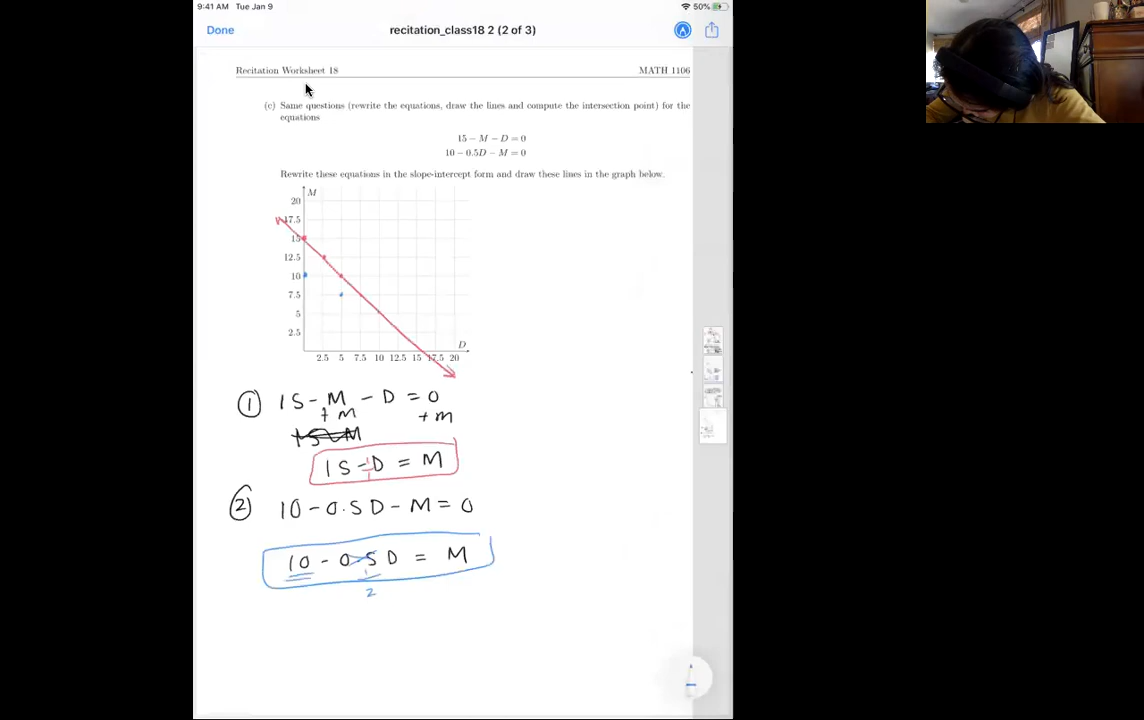 9:41 AM Tue Jan 9
50%
Done
recitation_class18 2 (2 of 3)
Recitation Worksheet 18
MATH 1106
(c) Same questions (rewrite the equations, draw the lines and compute the intersection point) for the
equations
15 − M − D = 0
10 − 0.5D − M = 0
Rewrite these equations in the slope-intercept form and draw these lines in the graph below.
M
20
17.5
15
12.5
10
7.5
5
2.5
D
2.5 5 7.5 10 12.5 15 17.5 20
① 15 - M - D = 0
+ M + m
15 - D = M
② 10 - 0.5 D - M = 0
10 - 0.5 D = M
1
2